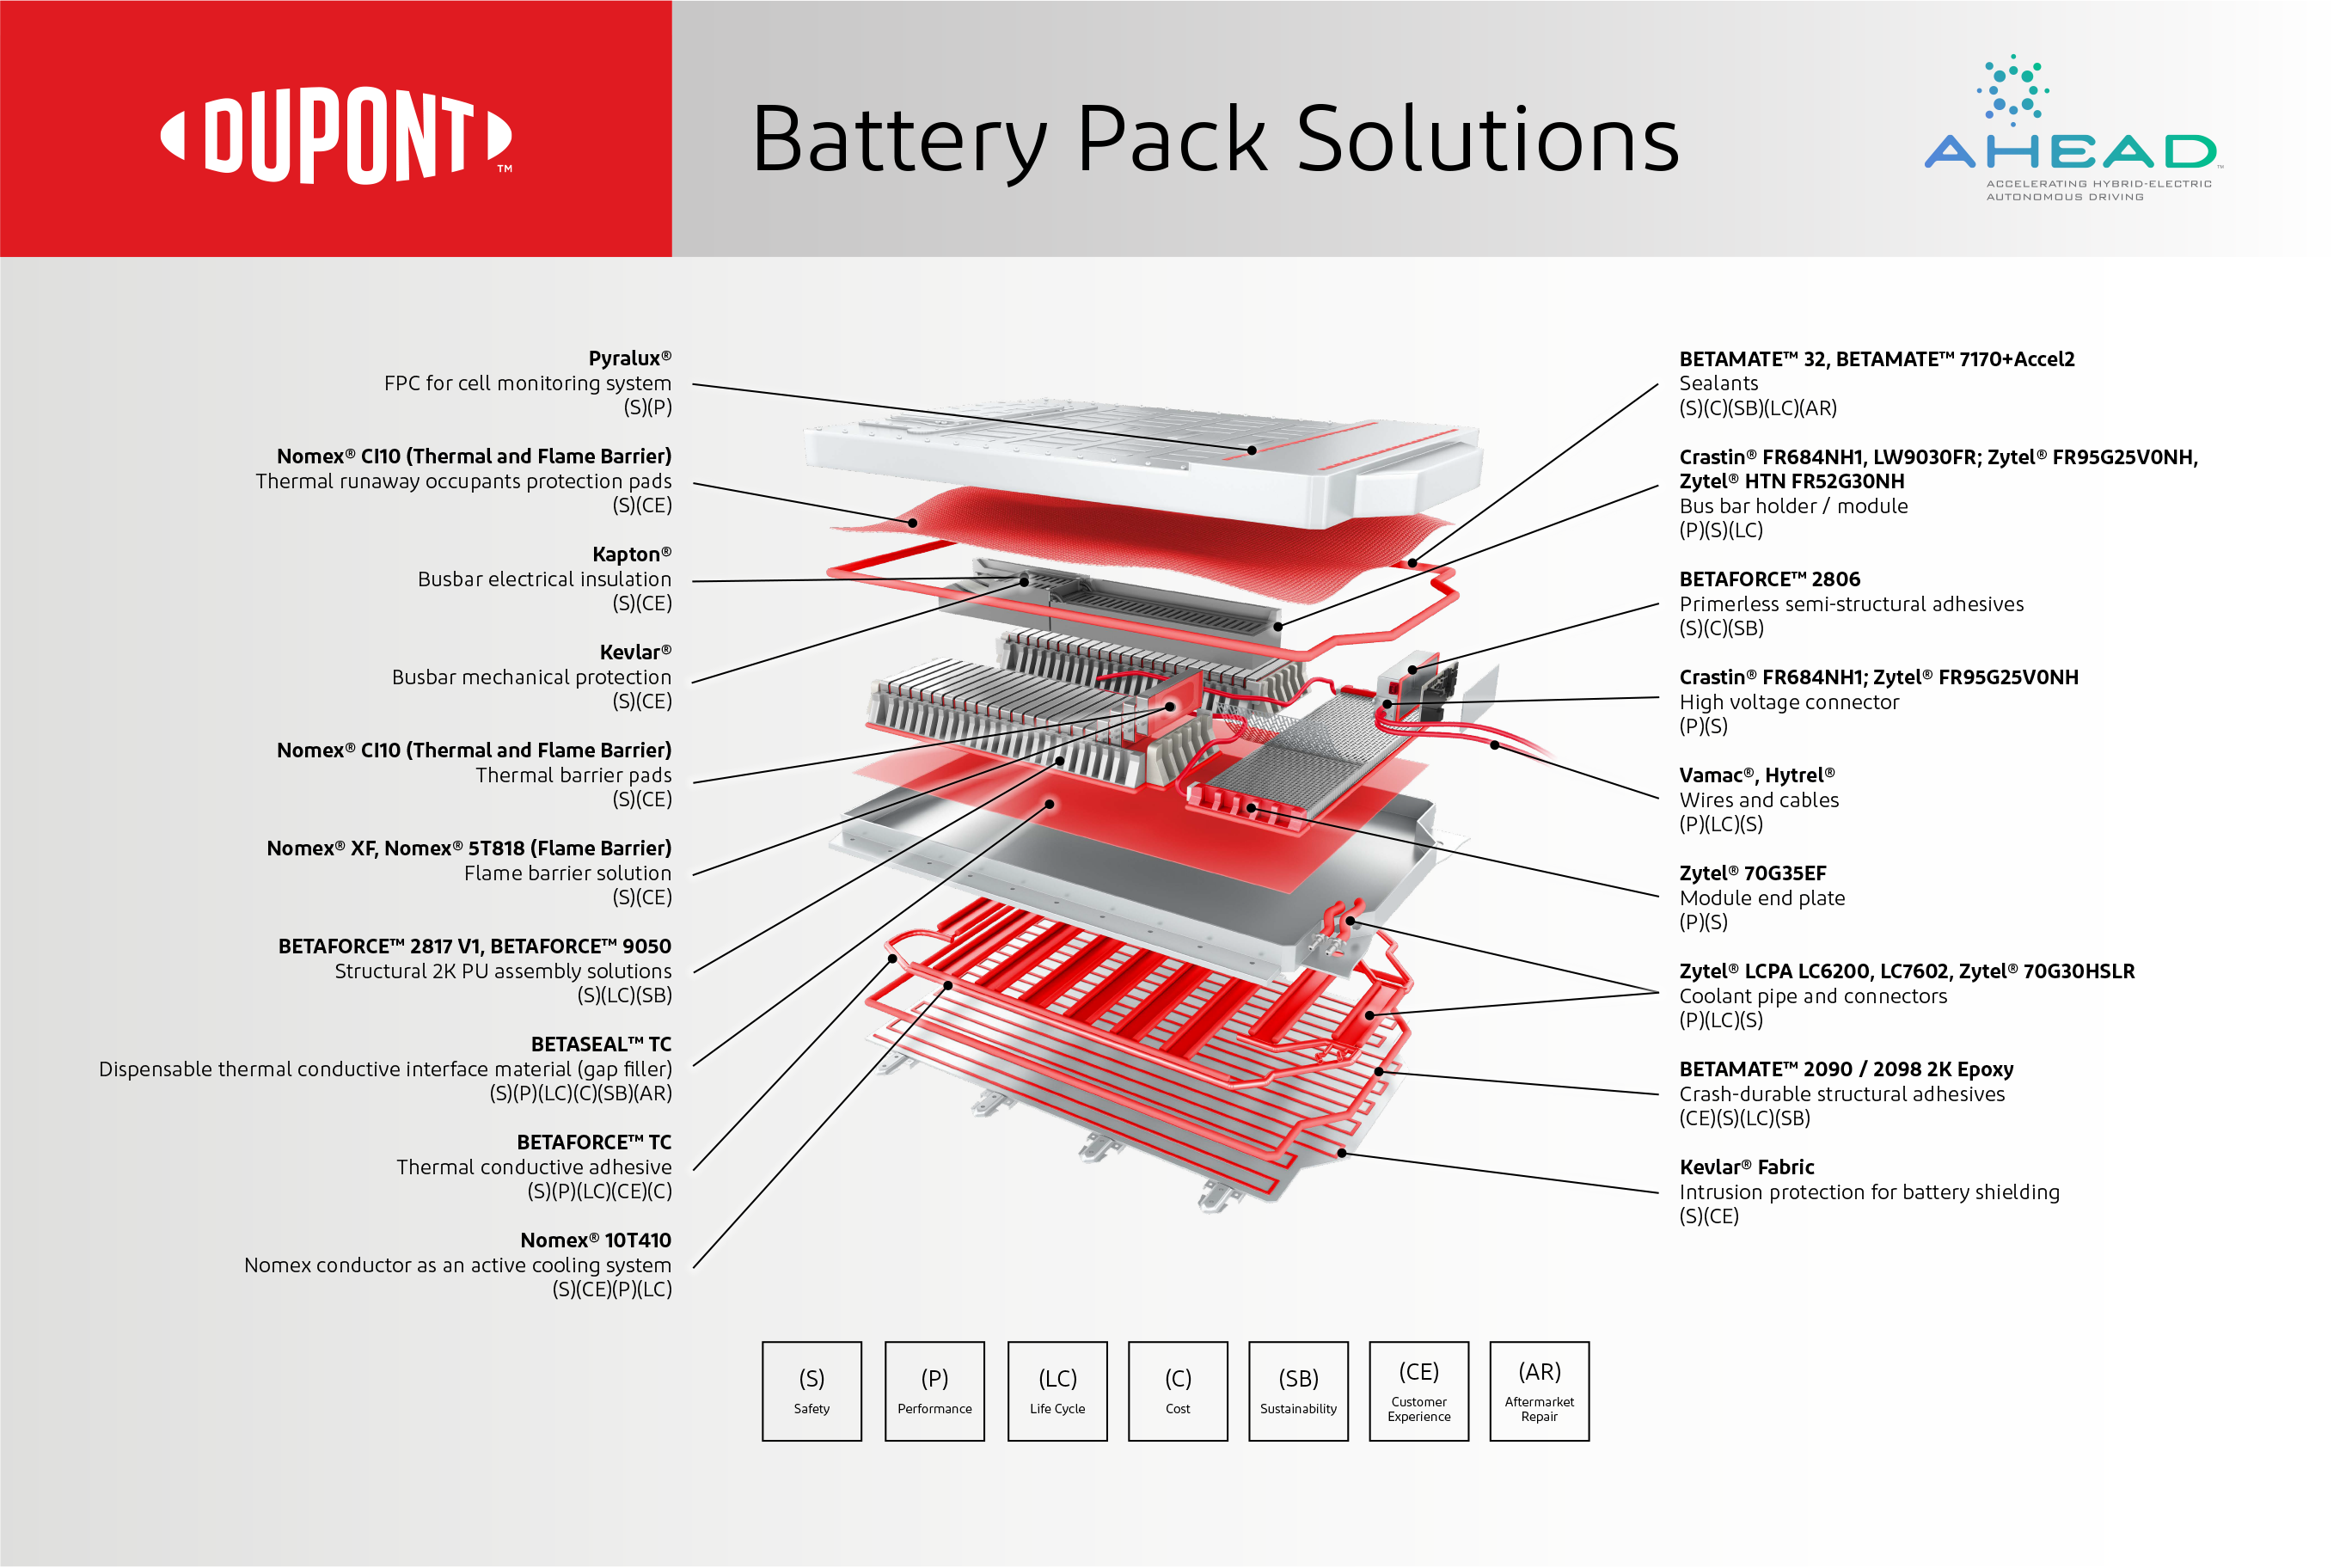 DUPONT™
Battery Pack Solutions
AHEAD™
ACCELERATING HYBRID-ELECTRIC
AUTONOMOUS DRIVING
Pyralux®
FPC for cell monitoring system
(S)(P)
Nomex® CI10 (Thermal and Flame Barrier)
Thermal runaway occupants protection pads
(S)(CE)
Kapton®
Busbar electrical insulation
(S)(CE)
Kevlar®
Busbar mechanical protection
(S)(CE)
Nomex® CI10 (Thermal and Flame Barrier)
Thermal barrier pads
(S)(CE)
Nomex® XF, Nomex® 5T818 (Flame Barrier)
Flame barrier solution
(S)(CE)
BETAFORCE™ 2817 V1, BETAFORCE™ 9050
Structural 2K PU assembly solutions
(S)(LC)(SB)
BETASEAL™ TC
Dispensable thermal conductive interface material (gap filler)
(S)(P)(LC)(C)(SB)(AR)
BETAFORCE™ TC
Thermal conductive adhesive
(S)(P)(LC)(CE)(C)
Nomex® 10T410
Nomex conductor as an active cooling system
(S)(CE)(P)(LC)
BETAMATE™ 32, BETAMATE™ 7170+Accel2
Sealants
(S)(C)(SB)(LC)(AR)
Crastin® FR684NH1, LW9030FR; Zytel® FR95G25V0NH,
Zytel® HTN FR52G30NH
Bus bar holder / module
(P)(S)(LC)
BETAFORCE™ 2806
Primerless semi-structural adhesives
(S)(C)(SB)
Crastin® FR684NH1; Zytel® FR95G25V0NH
High voltage connector
(P)(S)
Vamac®, Hytrel®
Wires and cables
(P)(LC)(S)
Zytel® 70G35EF
Module end plate
(P)(S)
Zytel® LCPA LC6200, LC7602, Zytel® 70G30HSLR
Coolant pipe and connectors
(P)(LC)(S)
BETAMATE™ 2090 / 2098 2K Epoxy
Crash-durable structural adhesives
(CE)(S)(LC)(SB)
Kevlar® Fabric
Intrusion protection for battery shielding
(S)(CE)
(S)
Safety
(P)
Performance
(LC)
Life Cycle
(C)
Cost
(SB)
Sustainability
(CE)
Customer
Experience
(AR)
Aftermarket
Repair